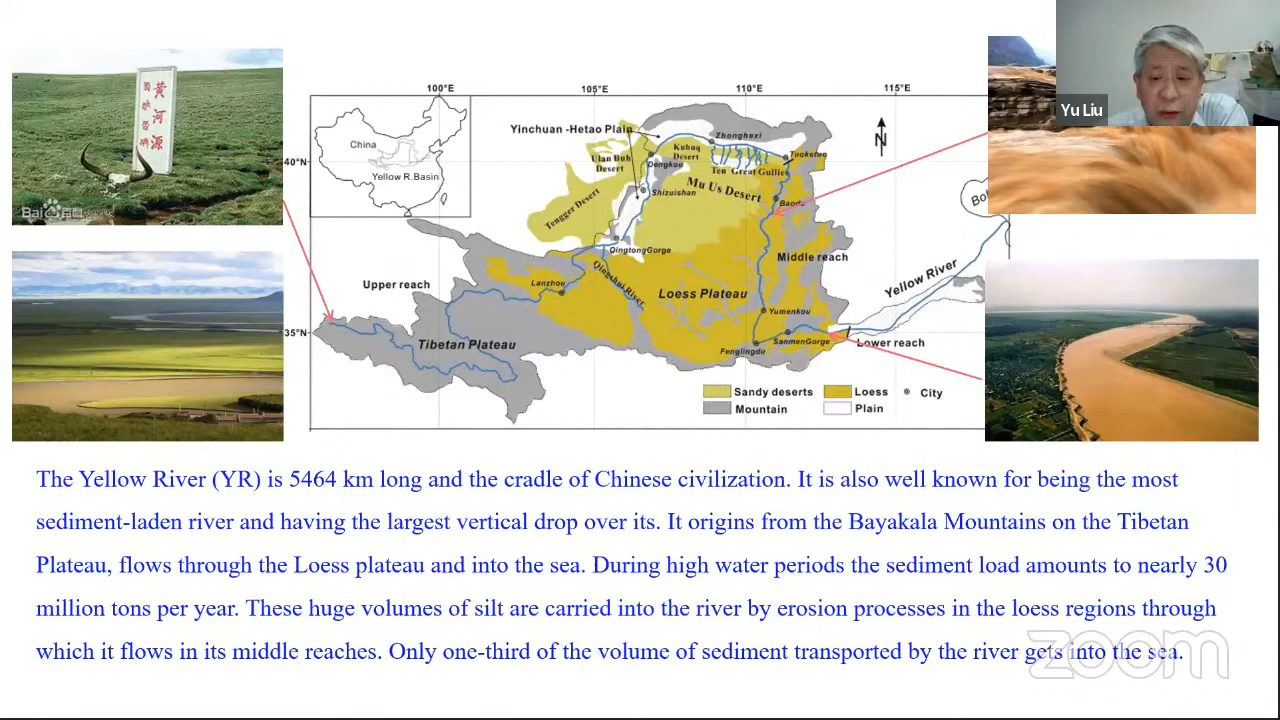 Yu Liu
黄
河
源
Bai 百科
100°E
105°E
110°E
115°E
40°N
35°N
N
China
Yellow R.Basin
Yinchuan -Hetao Plain
Zhonghexi
Ulan Buh
Desert
Kubuq
Desert
Dengkou
Ten Great Gullies
Tengger Desert
Shizuishan
Mu Us Desert
QingtongGorge
Middle reach
Upper reach
Lanzhou
Qingshui River
Loess Plateau
Yellow River
Yumenkou
Tibetan Plateau
Fenglingdu
SanmenGorge
Lower reach
Sandy deserts
Loess
City
Mountain
Plain
The Yellow River (YR) is 5464 km long and the cradle of Chinese civilization. It is also well known for being the most
sediment-laden river and having the largest vertical drop over its. It origins from the Bayakala Mountains on the Tibetan
Plateau, flows through the Loess plateau and into the sea. During high water periods the sediment load amounts to nearly 30
million tons per year. These huge volumes of silt are carried into the river by erosion processes in the loess regions through
which it flows in its middle reaches. Only one-third of the volume of sediment transported by the river gets into the sea.
zoom